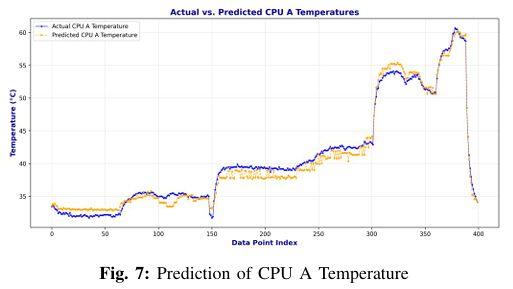 Actual vs. Predicted CPU A Temperatures
Actual CPU A Temperature
Predicted CPU A Temperature
Temperature (°C)
60
55
50
45
40
35
0 50 100 150 200 250 300 350 400
Data Point Index
Fig. 7: Prediction of CPU A Temperature